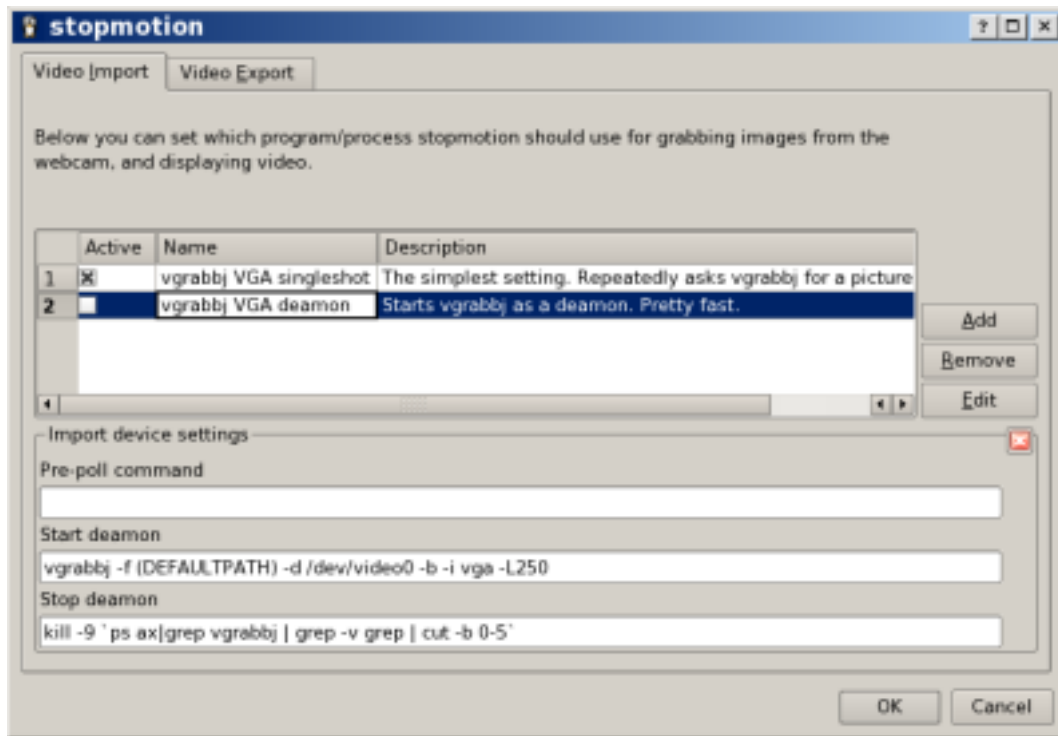 stopmotion
Video Import Video Export
Below you can set which program/process stopmotion should use for grabbing images from the
webcam, and displaying video.
Active Name Description
1 vgrabbj VGA singleshot The simplest setting. Repeatedly asks vgrabbj for a picture
2 vgrabbj VGA deamon Starts vgrabbj as a deamon. Pretty fast.
Add
Remove
Edit
Import device settings
Pre-poll command
Start deamon
vgrabbj -f (DEFAULTPATH) -d /dev/video0 -b -i vga -L250
Stop deamon
kill -9 `ps ax|grep vgrabbj | grep -v grep | cut -b 0-5`
OK Cancel